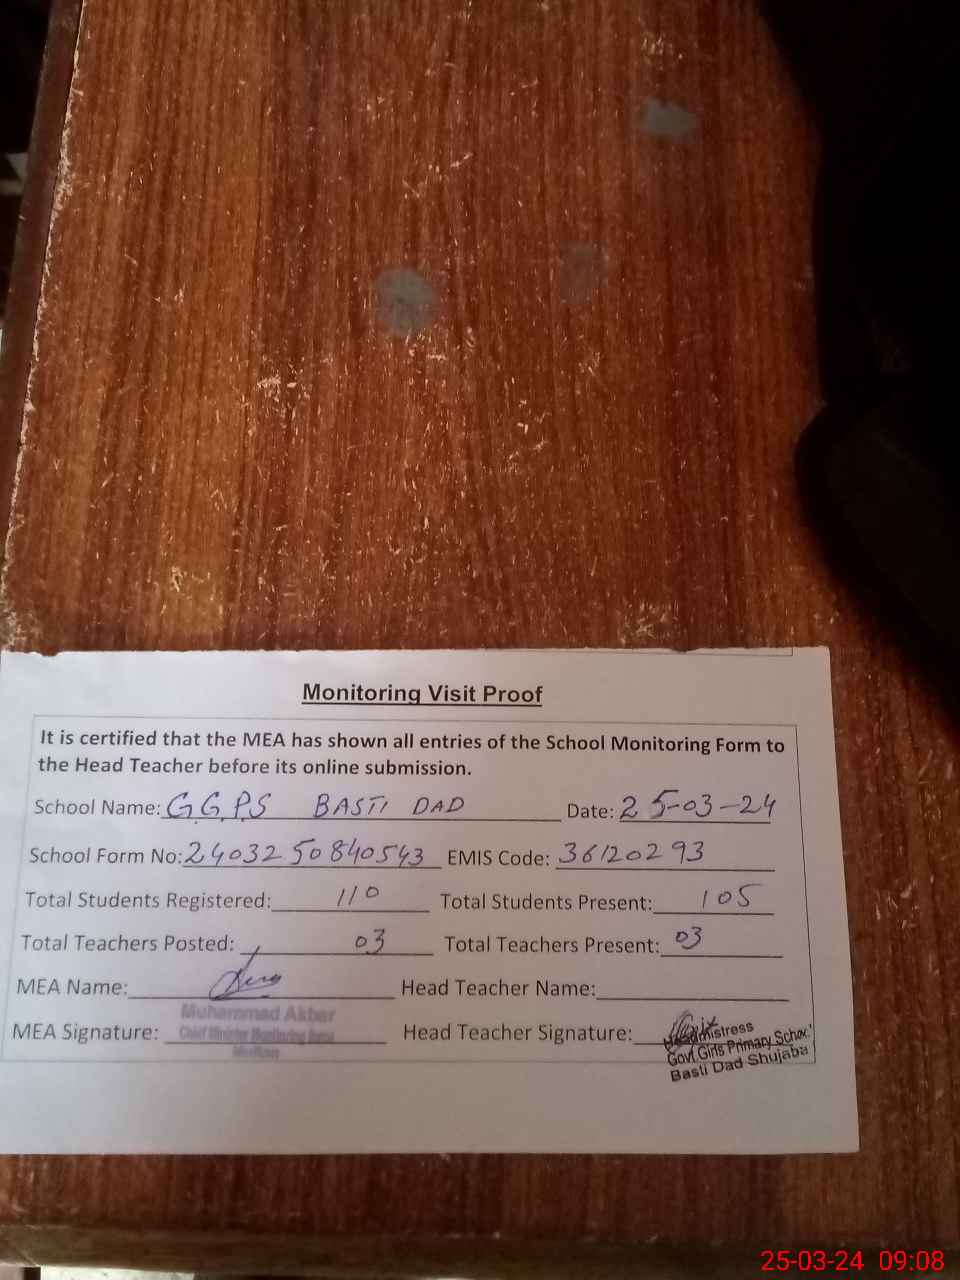 Monitoring Visit Proof
It is certified that the MEA has shown all entries of the School Monitoring Form to
the Head Teacher before its online submission.
School Name: G.G.P.S BASTI DAD Date: 25-03-24
School Form No: 2403250840543 EMIS Code: 36120293
Total Students Registered: 110 Total Students Present: 105
Total Teachers Posted: 03 Total Teachers Present: 03
MEA Name: Head Teacher Name:
Muhammad Akbar
MEA Signature: Chief Minister Monitoring Head Teacher Signature:
Headmistress
Govt Girls Primary School
Basti Dad Shujaba
25-03-24 09:08